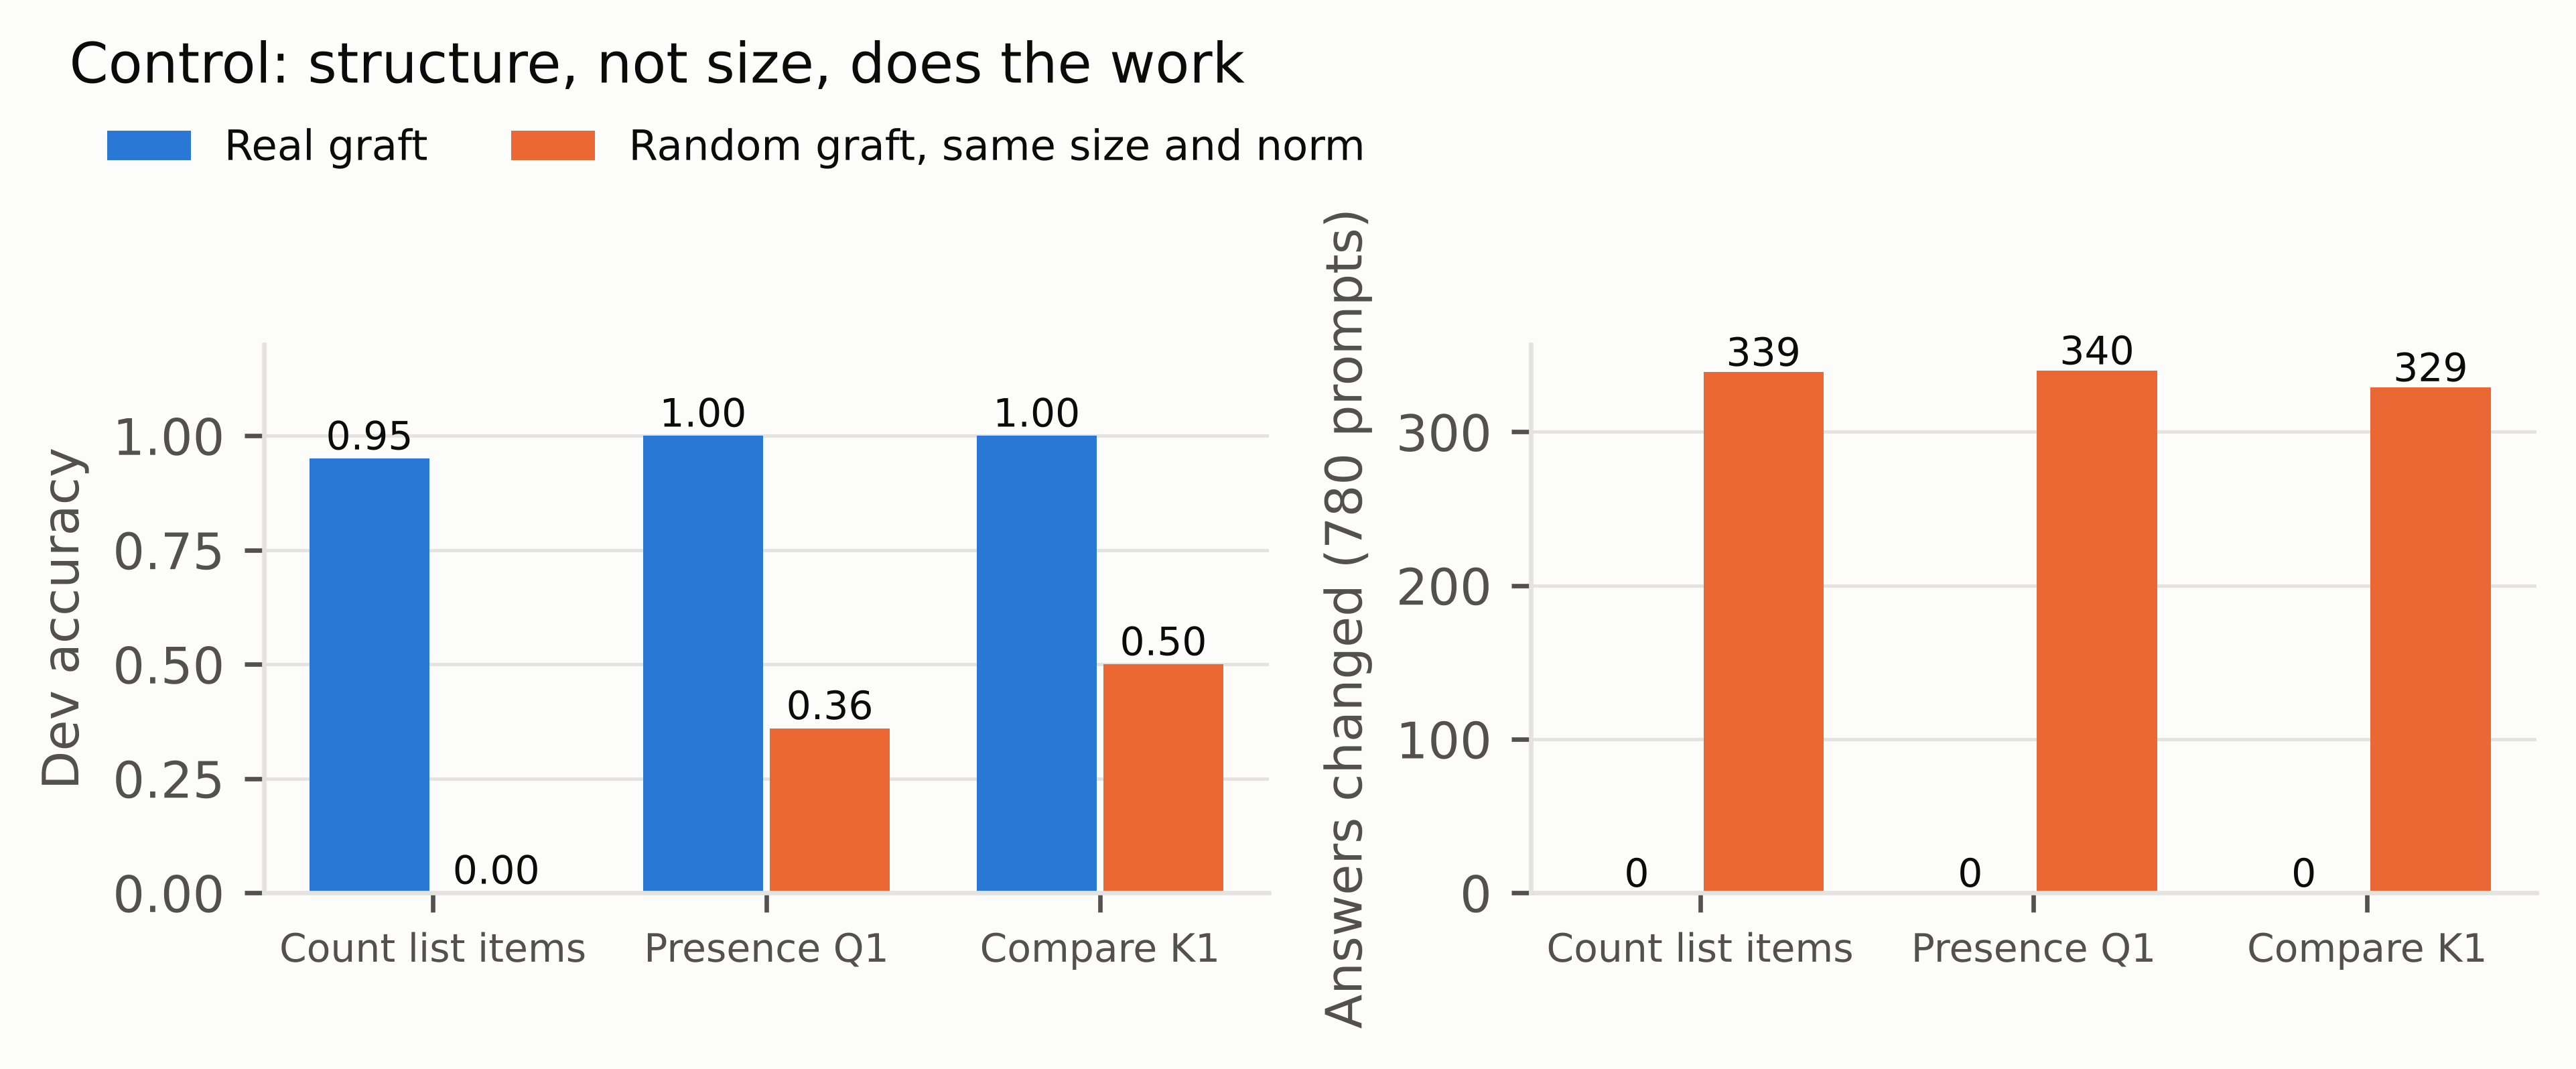 Control: structure, not size, does the work
Real graft
Random graft, same size and norm
Dev accuracy
1.00
0.75
0.50
0.25
0.00
0.95
0.00
1.00
0.36
1.00
0.50
Count list items
Presence Q1
Compare K1
Answers changed (780 prompts)
300
200
100
0
0
339
0
340
0
329
Count list items
Presence Q1
Compare K1